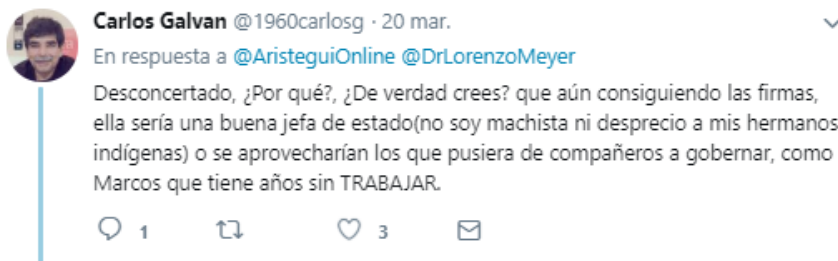 Carlos Galvan @1960carlosg · 20 mar.
En respuesta a @AristeguiOnline @DrLorenzoMeyer
Desconcertado, ¿Por qué?, ¿De verdad crees? que aún consiguiendo las firmas,
ella sería una buena jefa de estado(no soy machista ni desprecio a mis hermanos
indígenas) o se aprovecharían los que pusiera de compañeros a gobernar, como
Marcos que tiene años sin TRABAJAR.
1 3